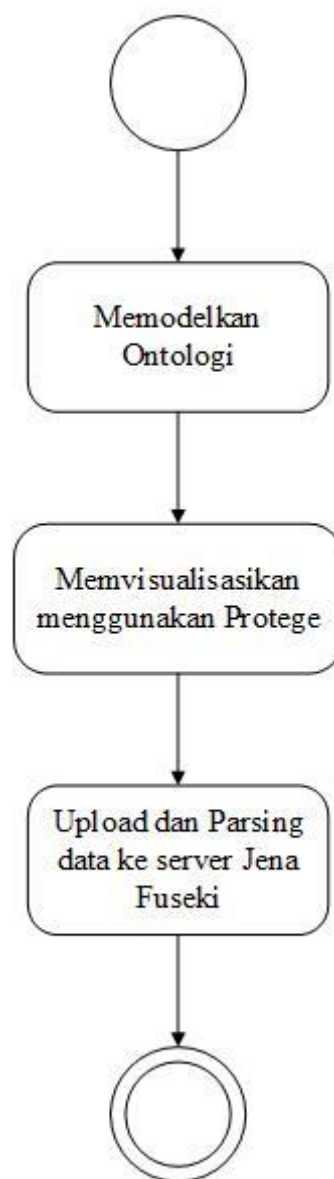 Memodelkan
Ontologi
Memvisualisasikan
menggunakan Protege
Upload dan Parsing
data ke server Jena
Fuseki